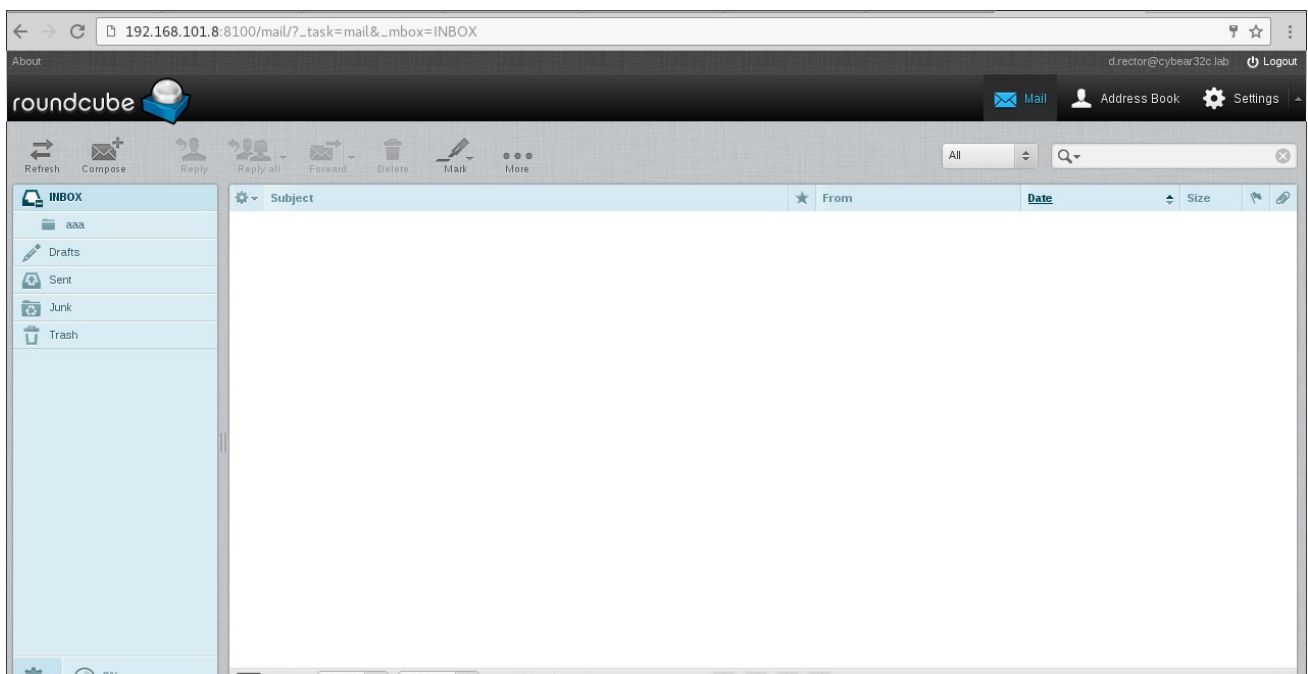 192.168.101.8:8100/mail/?_task=mail&_mbox=INBOX
About
d.rector@cybear32c.lab Logout
roundcube
Mail Address Book Settings
Refresh Compose Reply Reply all Forward Delete Mark More
All
INBOX
aaa
Drafts
Sent
Junk
Trash
Subject From Date Size